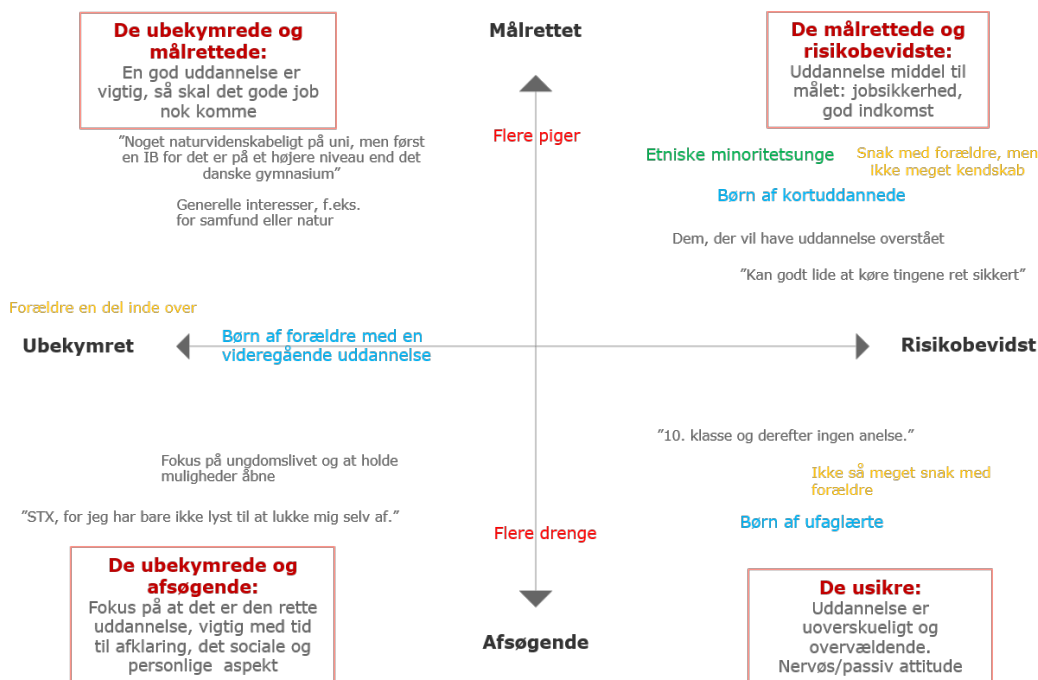 De ubekymrede og
målrettede:
En god uddannelse er
vigtig, så skal det gode job
nok komme
Målrettet
De målrettede og
risikobevidste:
Uddannelse middel til
målet: jobsikkerhed,
god indkomst
”Noget naturvidenskabeligt på uni, men først
en IB for det er på et højere niveau end det
danske gymnasium”
Generelle interesser, f.eks.
for samfund eller natur
Flere piger
Etniske minoritetsunge
Snak med forældre, men
ikke meget kendskab
Børn af kortuddannede
Dem, der vil have uddannelse overstået
”Kan godt lide at køre tingene ret sikkert”
Forældre en del inde over
Ubekymret
Børn af forældre med en
videregående uddannelse
Risikobevidst
Fokus på ungdomslivet og at holde
muligheder åbne
”STX, for jeg har bare ikke lyst til at lukke mig selv af.”
”10. klasse og derefter ingen anelse.”
Ikke så meget snak med
forældre
Børn af ufaglærte
Flere drenge
De ubekymrede og
afsøgende:
Fokus på at det er den rette
uddannelse, vigtig med tid
til afklaring, det sociale og
personlige aspekt
Afsøgende
De usikre:
Uddannelse er
uoverskueligt og
overvældende.
Nervøs/passiv attitude